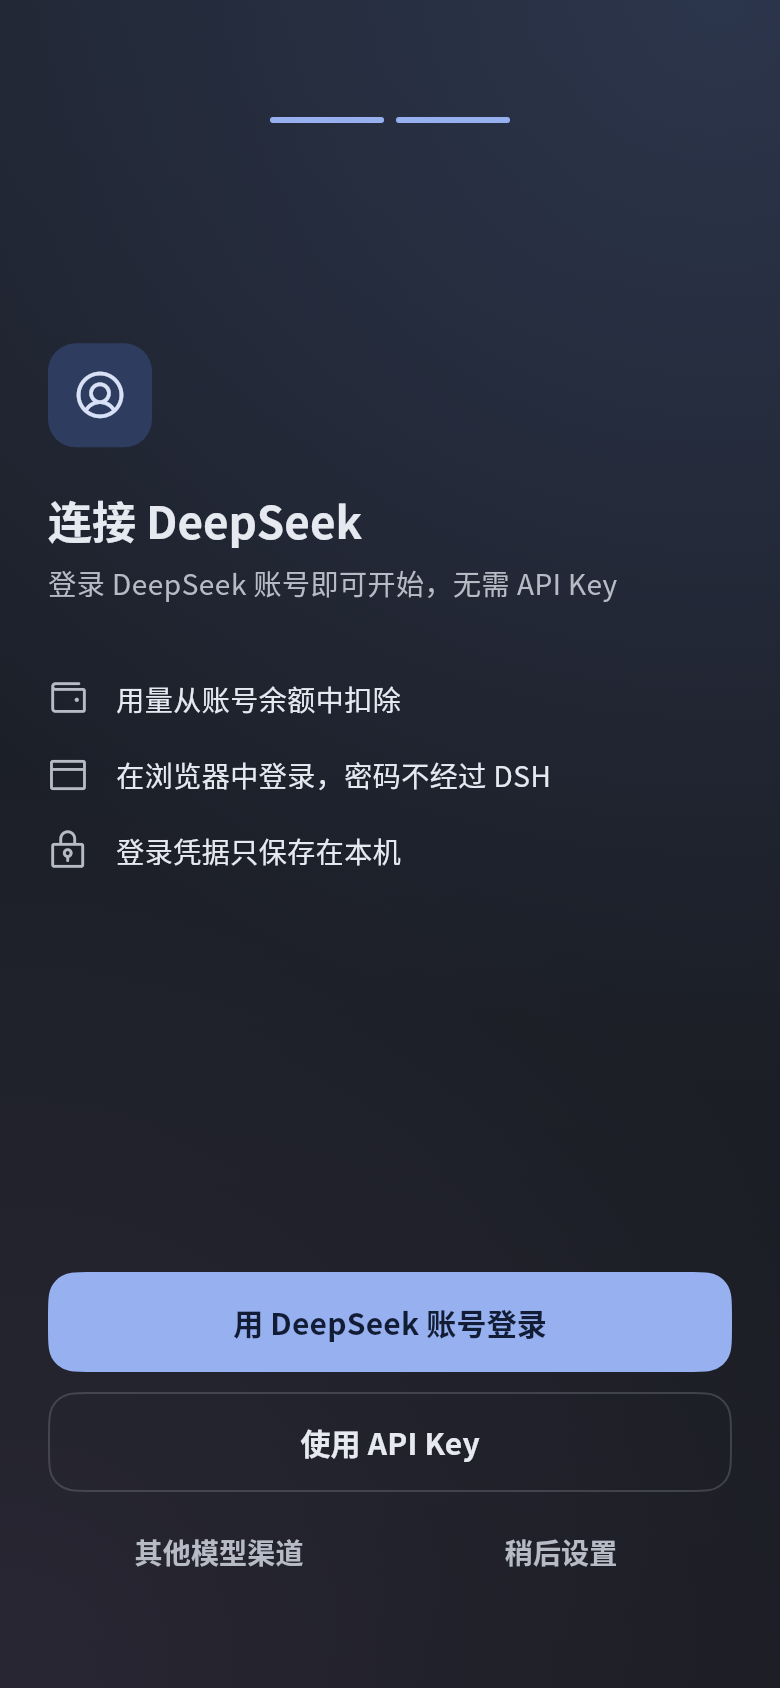 连接 DeepSeek
登录 DeepSeek 账号即可开始，无需 API Key
用量从账号余额中扣除
在浏览器中登录，密码不经过 DSH
登录凭据只保存在本机
用 DeepSeek 账号登录
使用 API Key
其他模型渠道
稍后设置